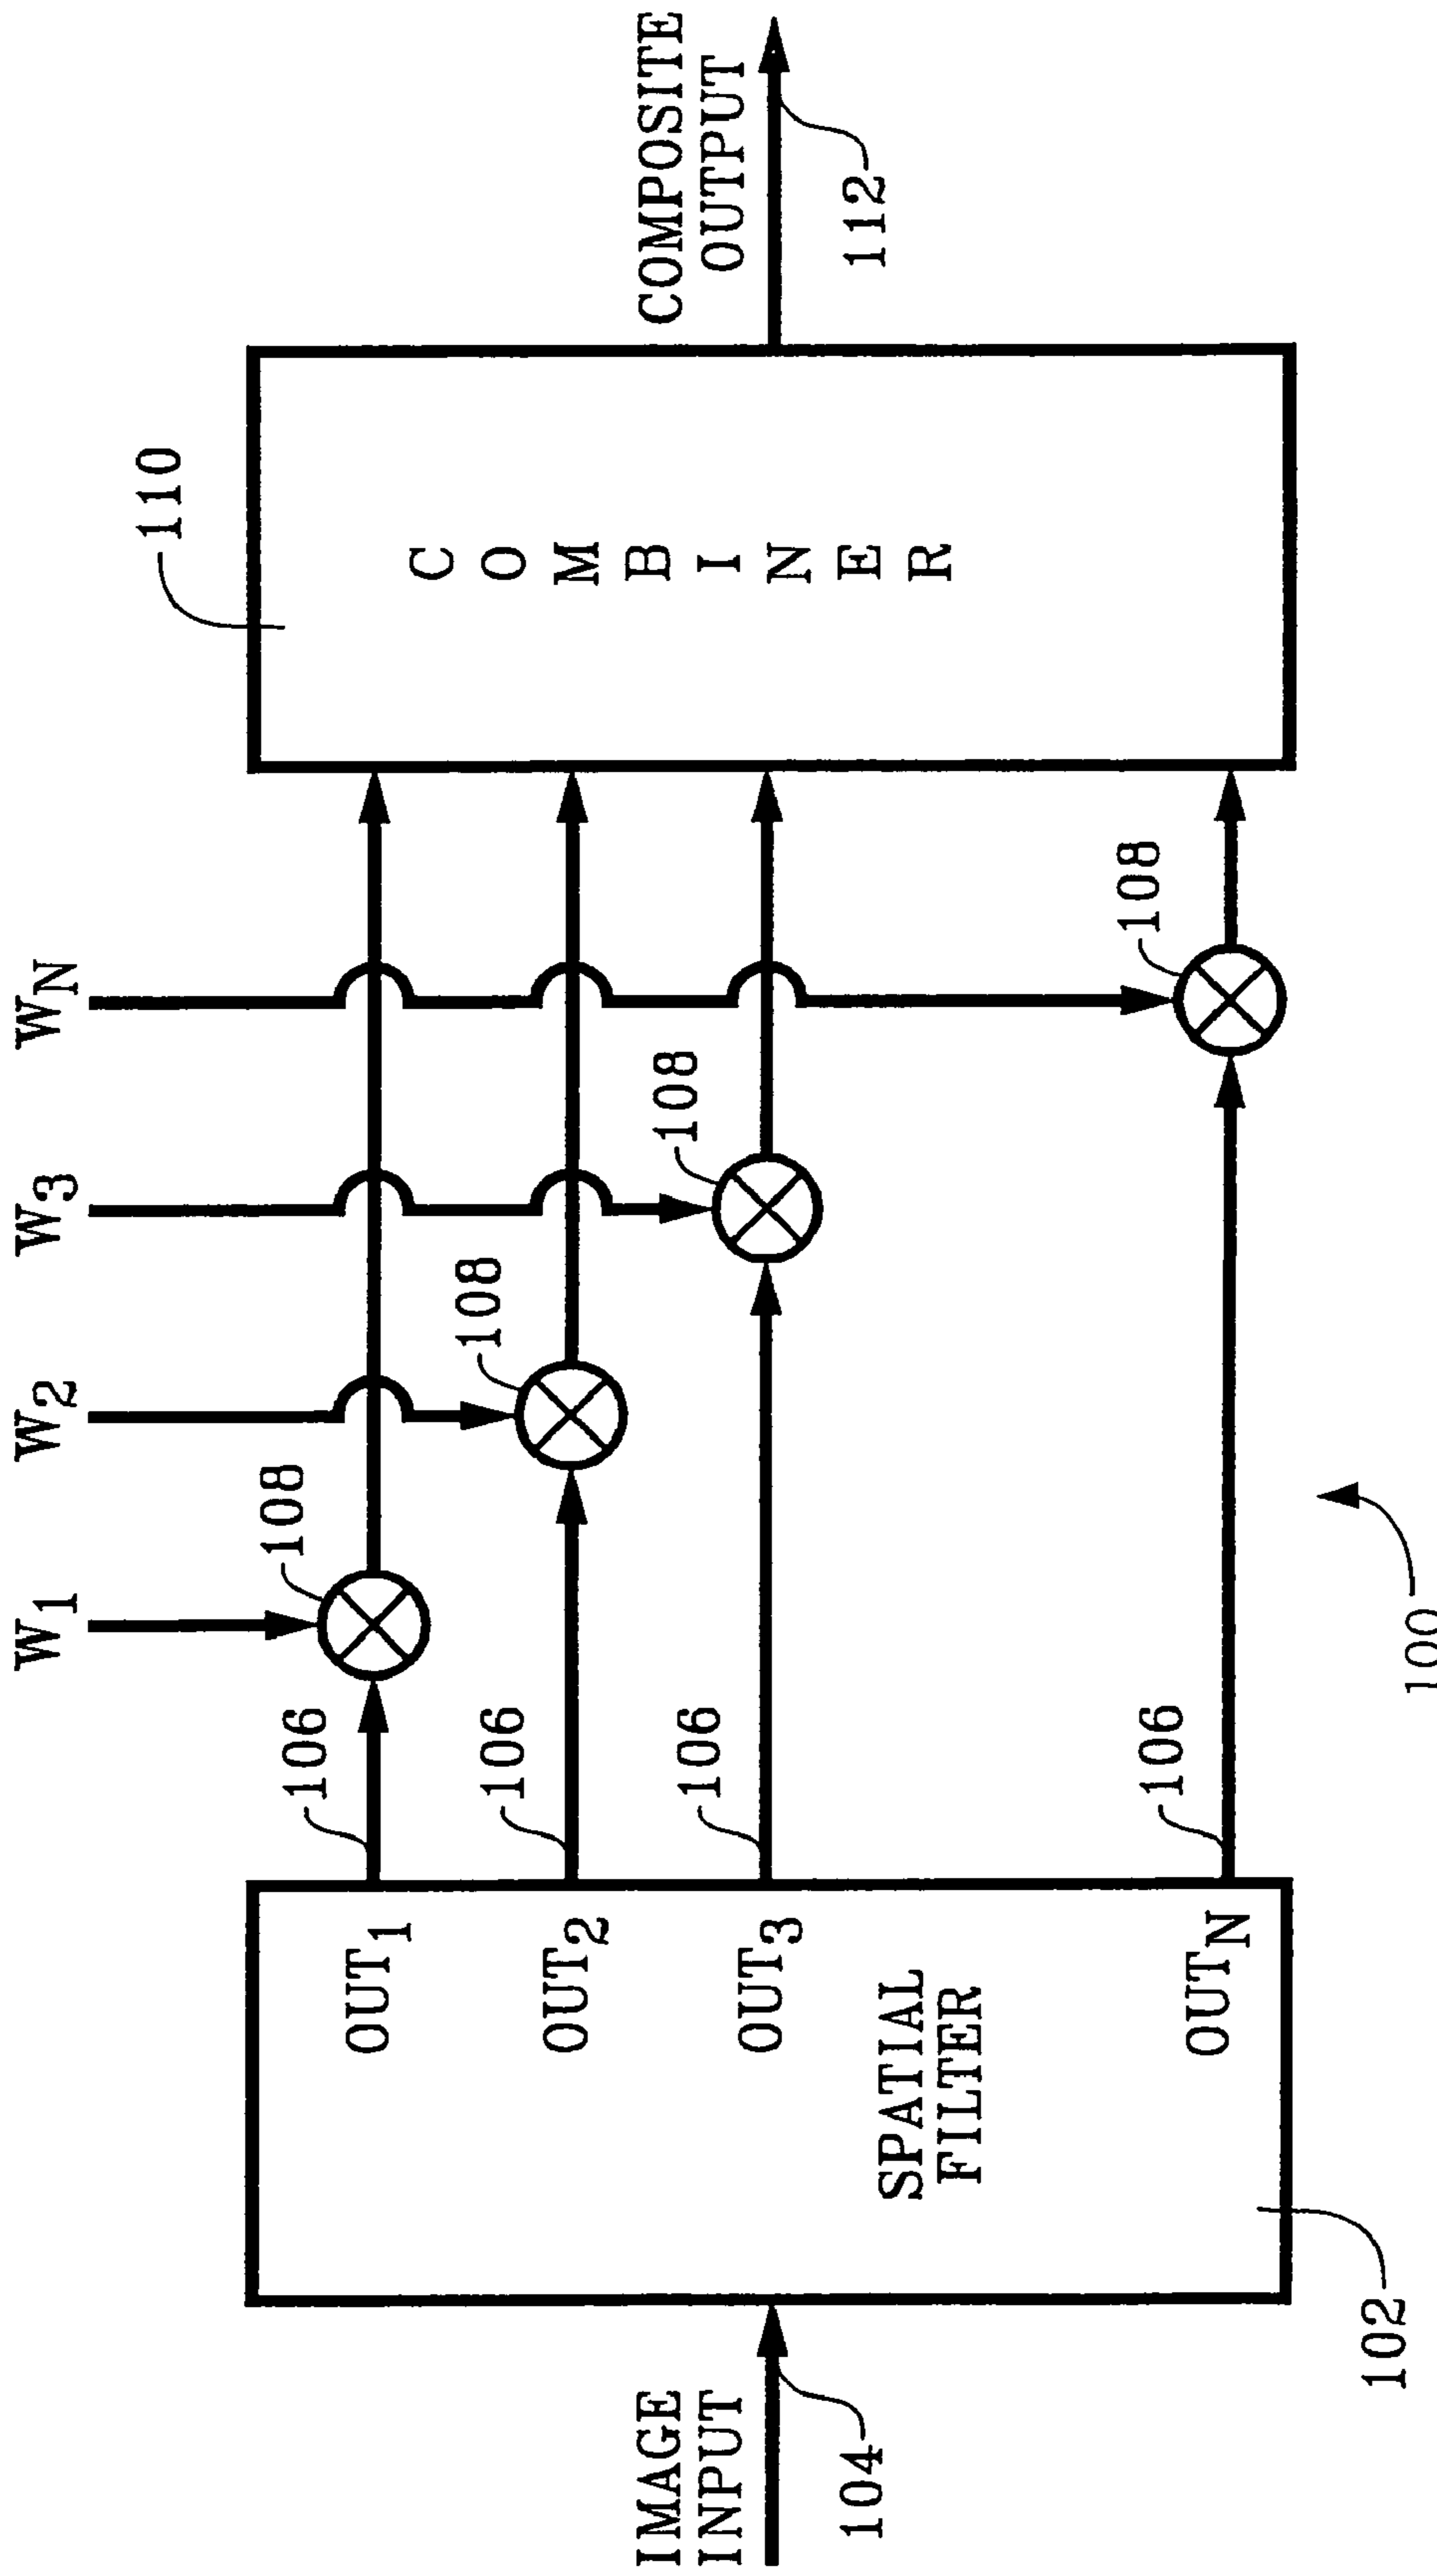 W1
W2
W3
WN
108
108
108
108
106
106
106
106
IMAGE
INPUT
104
OUT1
OUT2
OUT3
OUTN
SPATIAL
FILTER
102
110
COMBINER
COMPOSITE
OUTPUT
112
100